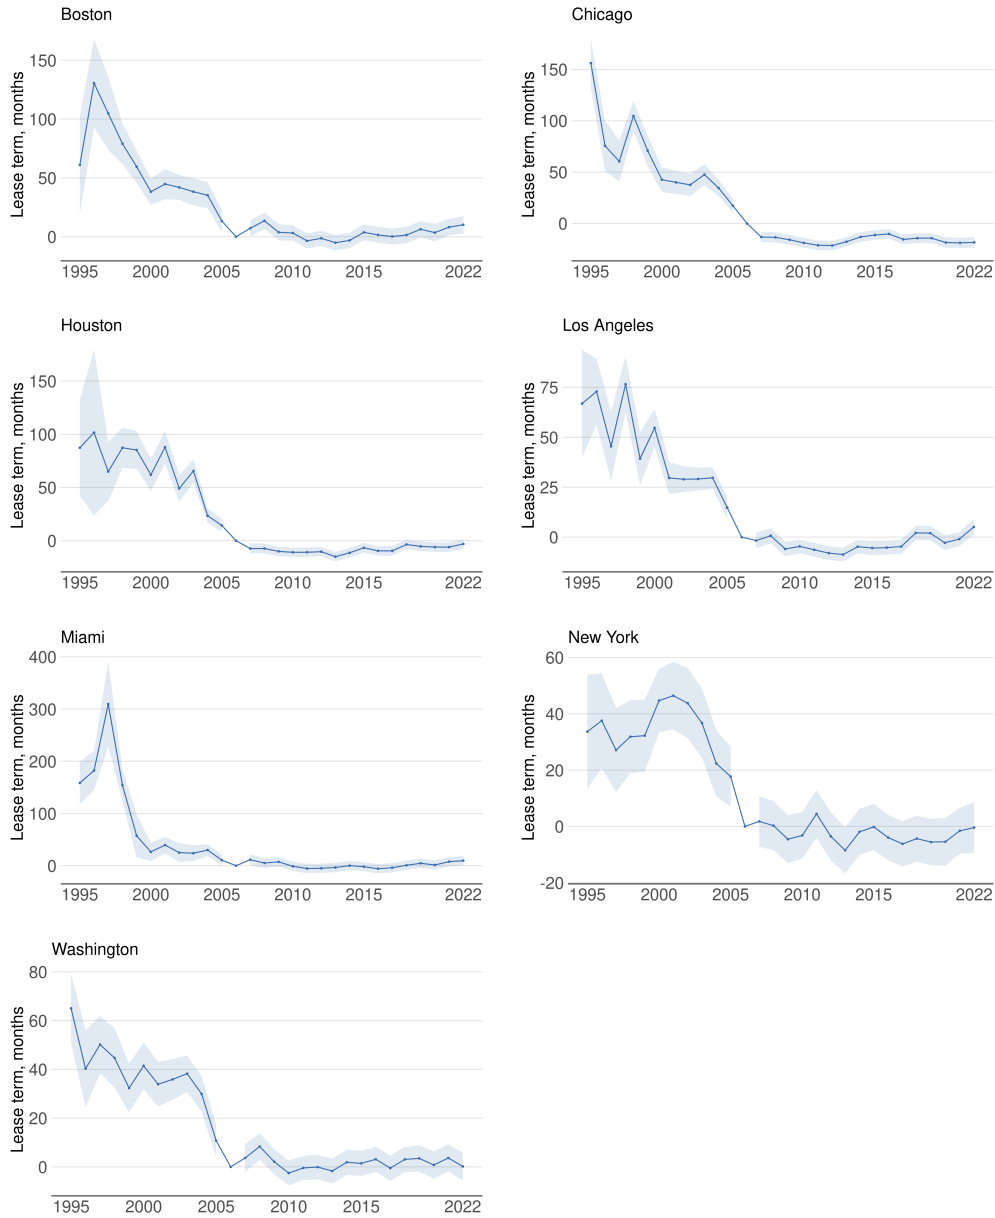 Boston
Lease term, months
150
100
50
0
1995 2000 2005 2010 2015 2022
Chicago
Lease term, months
150
100
50
0
1995 2000 2005 2010 2015 2022
Houston
Lease term, months
150
100
50
0
1995 2000 2005 2010 2015 2022
Los Angeles
Lease term, months
75
50
25
0
1995 2000 2005 2010 2015 2022
Miami
Lease term, months
400
300
200
100
0
1995 2000 2005 2010 2015 2022
New York
Lease term, months
60
40
20
0
-20
1995 2000 2005 2010 2015 2022
Washington
Lease term, months
80
60
40
20
0
1995 2000 2005 2010 2015 2022